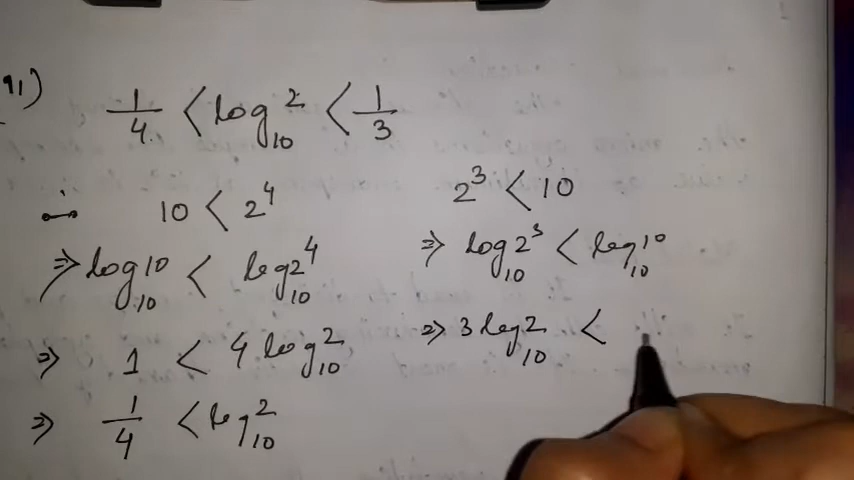 91) 1/4 < log₁₀2 < 1/3
∴ 10 < 2⁴
⇒ log₁₀10 < log₁₀2⁴
⇒ 1 < 4 log₁₀2
⇒ 1/4 < log₁₀2
2³ < 10
⇒ log₁₀2³ < log₁₀10
⇒ 3 log₁₀2 <